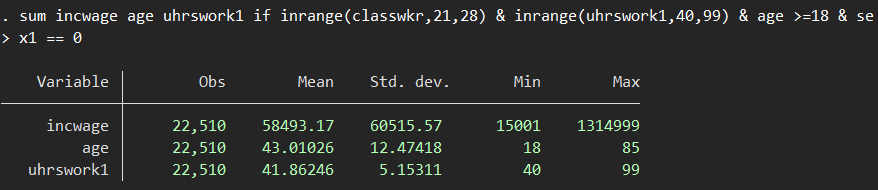 . sum incwage age uhrswork1 if inrange(classwkr,21,28) & inrange(uhrswork1,40,99) & age >=18 & se
> x1 == 0
Variable | Obs Mean Std. dev. Min Max
incwage | 22,510 58493.17 60515.57 15001 1314999
age | 22,510 43.01026 12.47418 18 85
uhrswork1 | 22,510 41.86246 5.15311 40 99